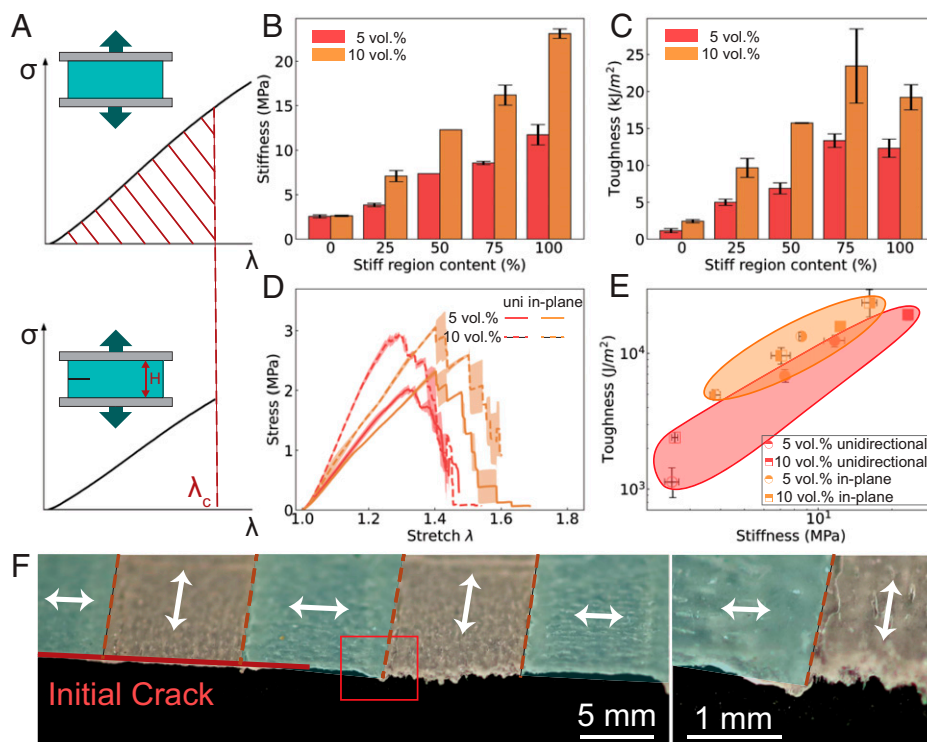 A
σ
λ
σ
H
λc
λ
B
5 vol.%
10 vol.%
Stiffness (MPa)
20
15
10
5
0
0 25 50 75 100
Stiff region content (%)
C
5 vol.%
10 vol.%
Toughness (kJ/m²)
25
20
15
10
5
0
0 25 50 75 100
Stiff region content (%)
D
uni in-plane
5 vol.%
10 vol.%
Stress (MPa)
3
2
1
0
1.0 1.2 1.4 1.6 1.8
Stretch λ
E
Toughness (J/m²)
10⁴
10³
5 vol.% unidirectional
10 vol.% unidirectional
5 vol.% in-plane
10 vol.% in-plane
10¹
Stiffness (MPa)
F
Initial Crack
5 mm
1 mm